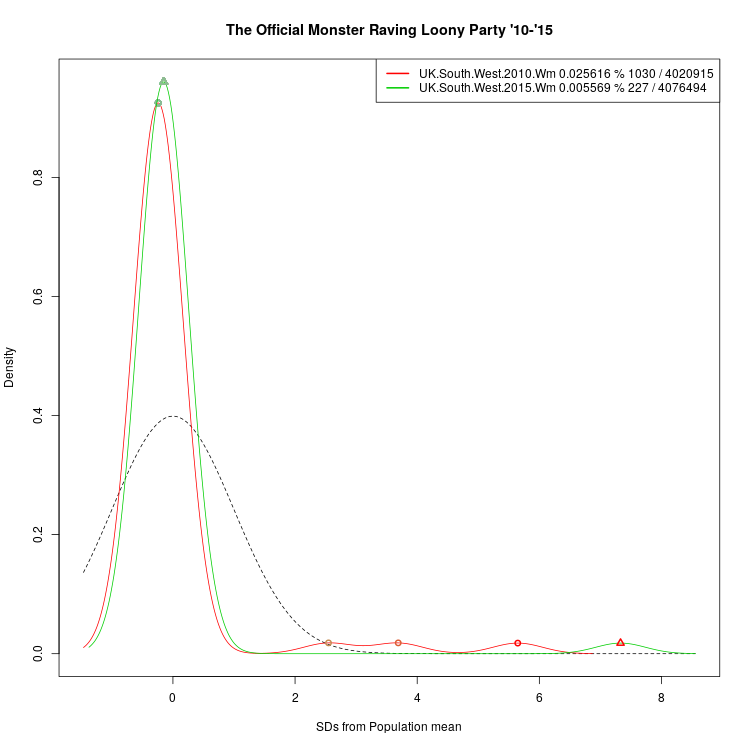 The Official Monster Raving Loony Party '10-'15
UK.South.West.2010.Wm 0.025616 % 1030 / 4020915
UK.South.West.2015.Wm 0.005569 % 227 / 4076494
Density
0.8
0.6
0.4
0.2
0.0
0 2 4 6 8
SDs from Population mean